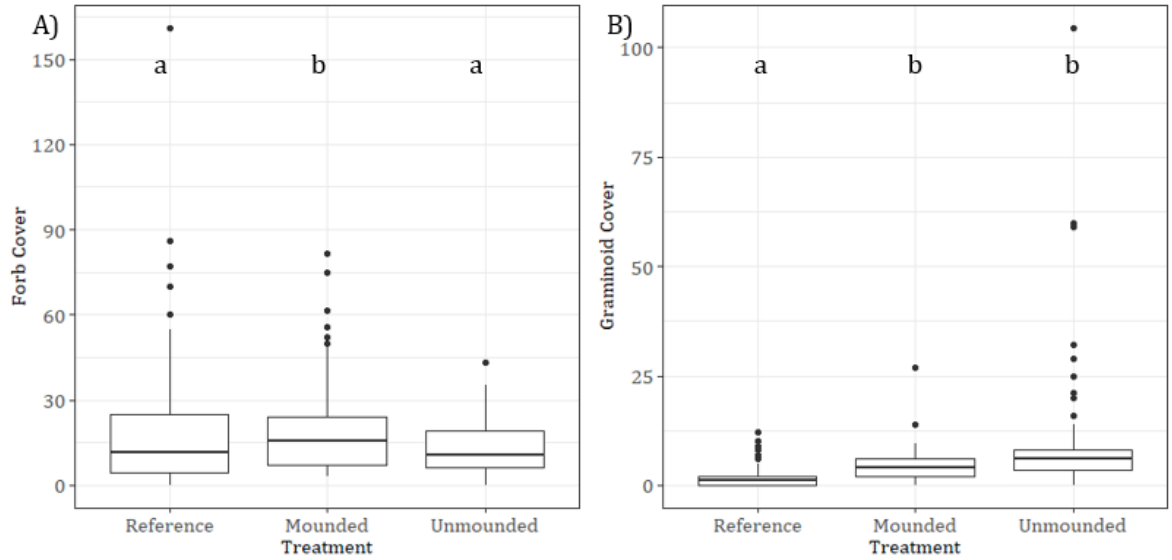 A)
a b a
150
120
90
60
30
0
Forb Cover
Reference Mounded Unmounded
Treatment
B)
a b b
100
75
50
25
0
Graminoid Cover
Reference Mounded Unmounded
Treatment